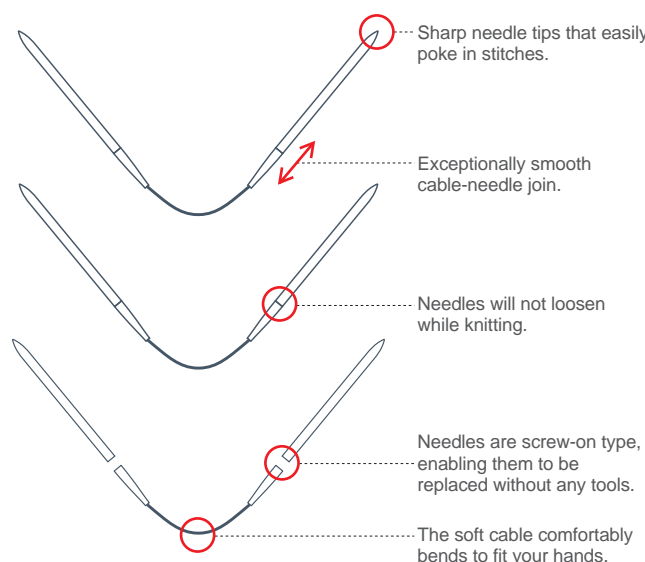 Sharp needle tips that easily
poke in stitches.
Exceptionally smooth
cable-needle join.
Needles will not loosen
while knitting.
Needles are screw-on type,
enabling them to be
replaced without any tools.
The soft cable comfortably
bends to fit your hands.